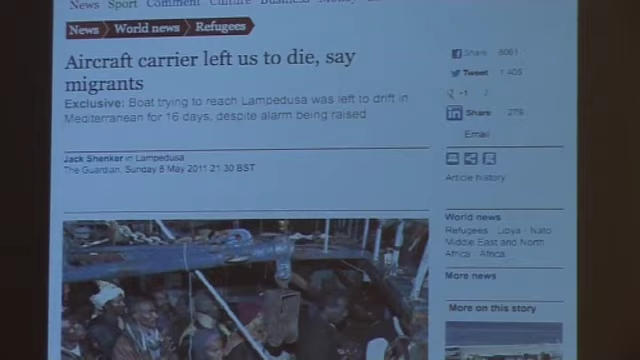 News Sport Comment Culture Business Money
News World news Refugees
Aircraft carrier left us to die, say
migrants
Exclusive: Boat trying to reach Lampedusa was left to drift in
Mediterranean for 16 days, despite alarm being raised
Jack Shenker in Lampedusa
The Guardian, Sunday 8 May 2011 21.30 BST
Share 8061
Tweet 1,405
+1 2
in Share 279
Email
Article history
World news
Refugees · Libya · Nato
Middle East and North
Africa · Africa
More news
More on this story